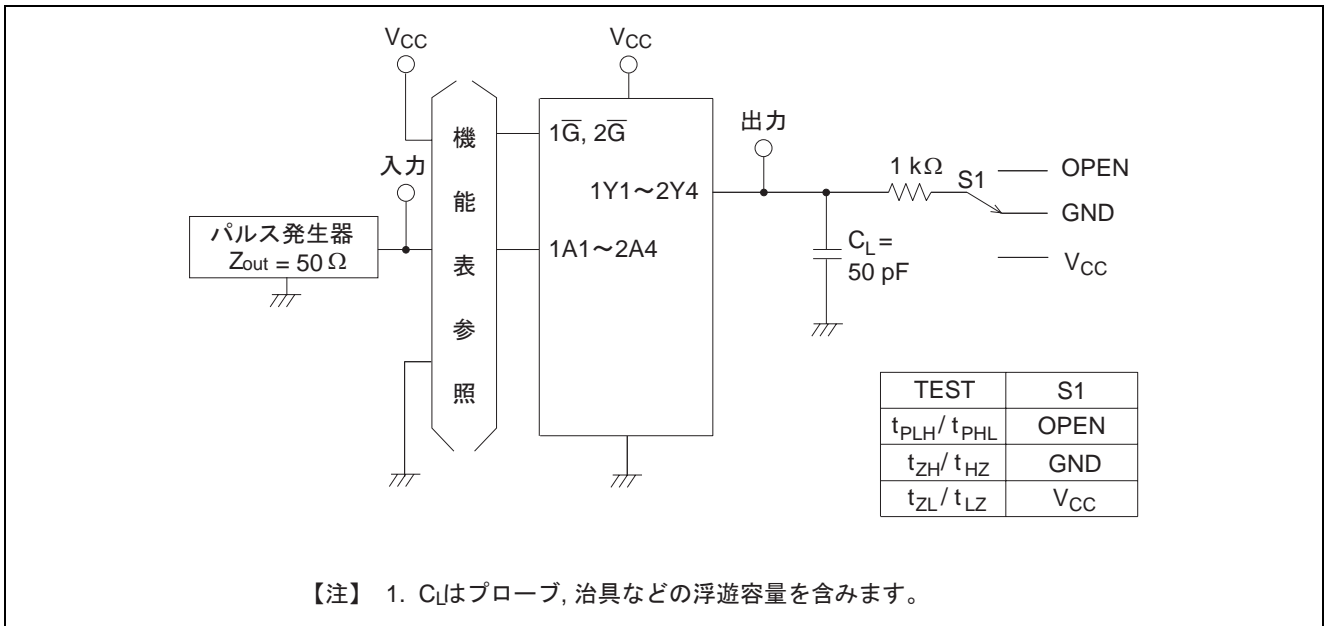 VCC
VCC
入力
出力
パルス発生器
Zout = 50 Ω
機能表参照
1G̅, 2G̅
1Y1～2Y4
1A1～2A4
1 kΩ
S1
OPEN
GND
VCC
CL =
50 pF
TEST S1
tPLH / tPHL OPEN
tZH / tHZ GND
tZL / tLZ VCC
【注】 1. CLはプローブ, 治具などの浮遊容量を含みます。